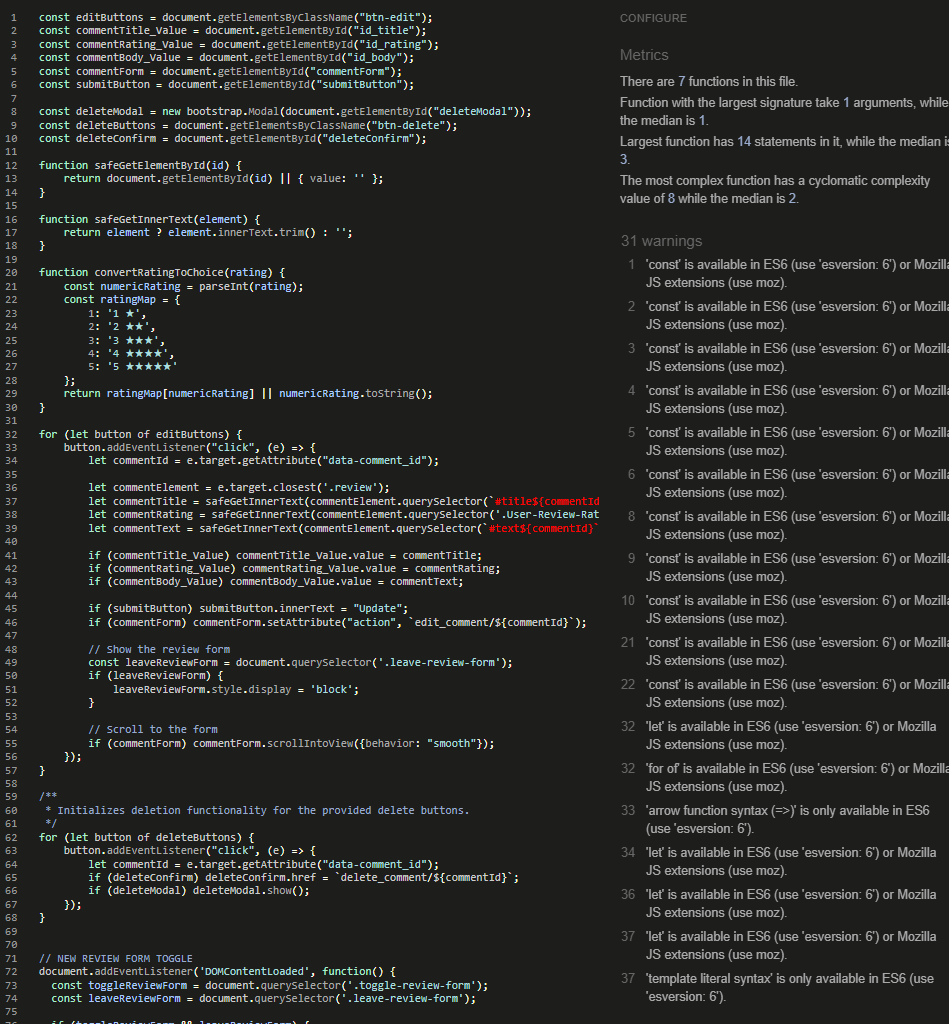 1 const editButtons = document.getElementsByClassName("btn-edit");
2 const commentTitle_Value = document.getElementById("id_title");
3 const commentRating_Value = document.getElementById("id_rating");
4 const commentBody_Value = document.getElementById("id_body");
5 const commentForm = document.getElementById("commentForm");
6 const submitButton = document.getElementById("submitButton");
7
8 const deleteModal = new bootstrap.Modal(document.getElementById("deleteModal"));
9 const deleteButtons = document.getElementsByClassName("btn-delete");
10 const deleteConfirm = document.getElementById("deleteConfirm");
11
12 function safeGetElementById(id) {
13     return document.getElementById(id) || { value: '' };
14 }
15
16 function safeGetInnerText(element) {
17     return element ? element.innerText.trim() : '';
18 }
19
20 function convertRatingToChoice(rating) {
21     const numericRating = parseInt(rating);
22     const ratingMap = {
23         1: '1 ★',
24         2: '2 ★★',
25         3: '3 ★★★',
26         4: '4 ★★★★',
27         5: '5 ★★★★★'
28     };
29     return ratingMap[numericRating] || numericRating.toString();
30 }
31
32 for (let button of editButtons) {
33     button.addEventListener("click", (e) => {
34         let commentId = e.target.getAttribute("data-comment_id");
35
36         let commentElement = e.target.closest('.review');
37         let commentTitle = safeGetInnerText(commentElement.querySelector(`#title${commentId
38         let commentRating = safeGetInnerText(commentElement.querySelector('.User-Review-Rat
39         let commentText = safeGetInnerText(commentElement.querySelector(`#text${commentId}`
40
41         if (commentTitle_Value) commentTitle_Value.value = commentTitle;
42         if (commentRating_Value) commentRating_Value.value = commentRating;
43         if (commentBody_Value) commentBody_Value.value = commentText;
44
45         if (submitButton) submitButton.innerText = "Update";
46         if (commentForm) commentForm.setAttribute("action", `edit_comment/${commentId}`);
47
48         // Show the review form
49         const leaveReviewForm = document.querySelector('.leave-review-form');
50         if (leaveReviewForm) {
51             leaveReviewForm.style.display = 'block';
52         }
53
54         // Scroll to the form
55         if (commentForm) commentForm.scrollIntoView({behavior: "smooth"});
56     });
57 }
58
59 /**
60  * Initializes deletion functionality for the provided delete buttons.
61  */
62 for (let button of deleteButtons) {
63     button.addEventListener("click", (e) => {
64         let commentId = e.target.getAttribute("data-comment_id");
65         if (deleteConfirm) deleteConfirm.href = `delete_comment/${commentId}`;
66         if (deleteModal) deleteModal.show();
67     });
68 }
69
70
71 // NEW REVIEW FORM TOGGLE
72 document.addEventListener('DOMContentLoaded', function() {
73   const toggleReviewForm = document.querySelector('.toggle-review-form');
74   const leaveReviewForm = document.querySelector('.leave-review-form');
75
CONFIGURE
Metrics
There are 7 functions in this file.
Function with the largest signature take 1 arguments, while
the median is 1.
Largest function has 14 statements in it, while the median is
3.
The most complex function has a cyclomatic complexity
value of 8 while the median is 2.
31 warnings
1 'const' is available in ES6 (use 'esversion: 6') or Mozilla
JS extensions (use moz).
2 'const' is available in ES6 (use 'esversion: 6') or Mozilla
JS extensions (use moz).
3 'const' is available in ES6 (use 'esversion: 6') or Mozilla
JS extensions (use moz).
4 'const' is available in ES6 (use 'esversion: 6') or Mozilla
JS extensions (use moz).
5 'const' is available in ES6 (use 'esversion: 6') or Mozilla
JS extensions (use moz).
6 'const' is available in ES6 (use 'esversion: 6') or Mozilla
JS extensions (use moz).
8 'const' is available in ES6 (use 'esversion: 6') or Mozilla
JS extensions (use moz).
9 'const' is available in ES6 (use 'esversion: 6') or Mozilla
JS extensions (use moz).
10 'const' is available in ES6 (use 'esversion: 6') or Mozilla
JS extensions (use moz).
21 'const' is available in ES6 (use 'esversion: 6') or Mozilla
JS extensions (use moz).
22 'const' is available in ES6 (use 'esversion: 6') or Mozilla
JS extensions (use moz).
32 'let' is available in ES6 (use 'esversion: 6') or Mozilla
JS extensions (use moz).
32 'for of' is available in ES6 (use 'esversion: 6') or Mozilla
JS extensions (use moz).
33 'arrow function syntax (=>)' is only available in ES6
(use 'esversion: 6').
34 'let' is available in ES6 (use 'esversion: 6') or Mozilla
JS extensions (use moz).
36 'let' is available in ES6 (use 'esversion: 6') or Mozilla
JS extensions (use moz).
37 'let' is available in ES6 (use 'esversion: 6') or Mozilla
JS extensions (use moz).
37 'template literal syntax' is only available in ES6 (use
'esversion: 6').